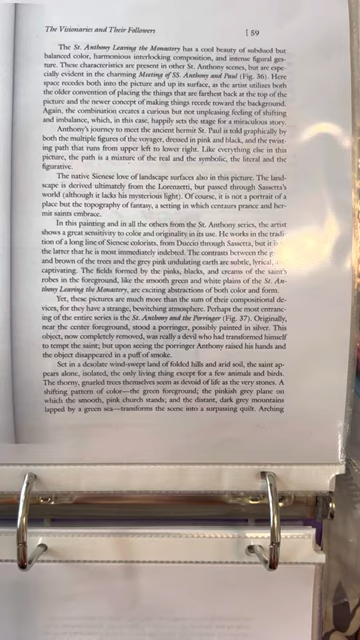 The Visionaries and Their Followers [ 59
The St. Anthony Leaving the Monastery has a cool beauty of subdued but
balanced color, harmonious interlocking composition, and intense figural ges-
ture. These characteristics are present in other St. Anthony scenes, but are espe-
cially evident in the charming Meeting of SS. Anthony and Paul (Fig. 36). Here
space recedes both into the picture and up its surface, as the artist utilizes both
the older convention of placing the things that are farthest back at the top of the
picture and the newer concept of making things recede toward the background.
Again, the combination creates a curious but not unpleasing feeling of shifting
and imbalance, which, in this case, happily sets the stage for a miraculous story.
Anthony's journey to meet the ancient hermit St. Paul is told graphically by
both the multiple figures of the voyager, dressed in pink and black, and the twist-
ing path that runs from upper left to lower right. Like everything else in this
picture, the path is a mixture of the real and the symbolic, the literal and the
figurative.
The native Sienese love of landscape surfaces also in this picture. The land-
scape is derived ultimately from the Lorenzetti, but passed through Sassetta's
world (although it lacks his mysterious light). Of course, it is not a portrait of a
place but the topography of fantasy, a setting in which centaurs prance and her-
mit saints embrace.
In this painting and in all the others from the St. Anthony series, the artist
shows a great sensitivity to color and originality in its use. He works in the tradi-
tion of a long line of Sienese colorists, from Duccio through Sassetta, but it is
the latter that he is most immediately indebted. The contrasts between the
and brown of the trees and the grey pink undulating earth are subtle, lyrical,
captivating. The fields formed by the pinks, blacks, and creams of the saint's
robes in the foreground, like the smooth green and white plains of the St. An-
thony Leaving the Monastery, are exciting abstractions of both color and form.
Yet, these pictures are much more than the sum of their compositional de-
vices, for they have a strange, bewitching atmosphere. Perhaps the most entranc-
ing of the entire series is the St. Anthony and the Porringer (Fig. 37). Originally,
near the center foreground, stood a porringer, possibly painted in silver. This
object, now completely removed, was really a devil who had transformed himself
to tempt the saint; but upon seeing the porringer Anthony raised his hands and
the object disappeared in a puff of smoke.
Set in a desolate wind-swept land of folded hills and arid soil, the saint ap-
pears alone, isolated, the only living thing except for a few animals and birds.
The thorny, gnarled trees themselves seem as devoid of life as the very stones. A
shifting pattern of color—the green foreground; the pinkish grey plane on
which the smooth, pink church stands; and the distant, dark grey mountains
lapped by a green sea—transforms the scene into a surpassing quilt. Arching